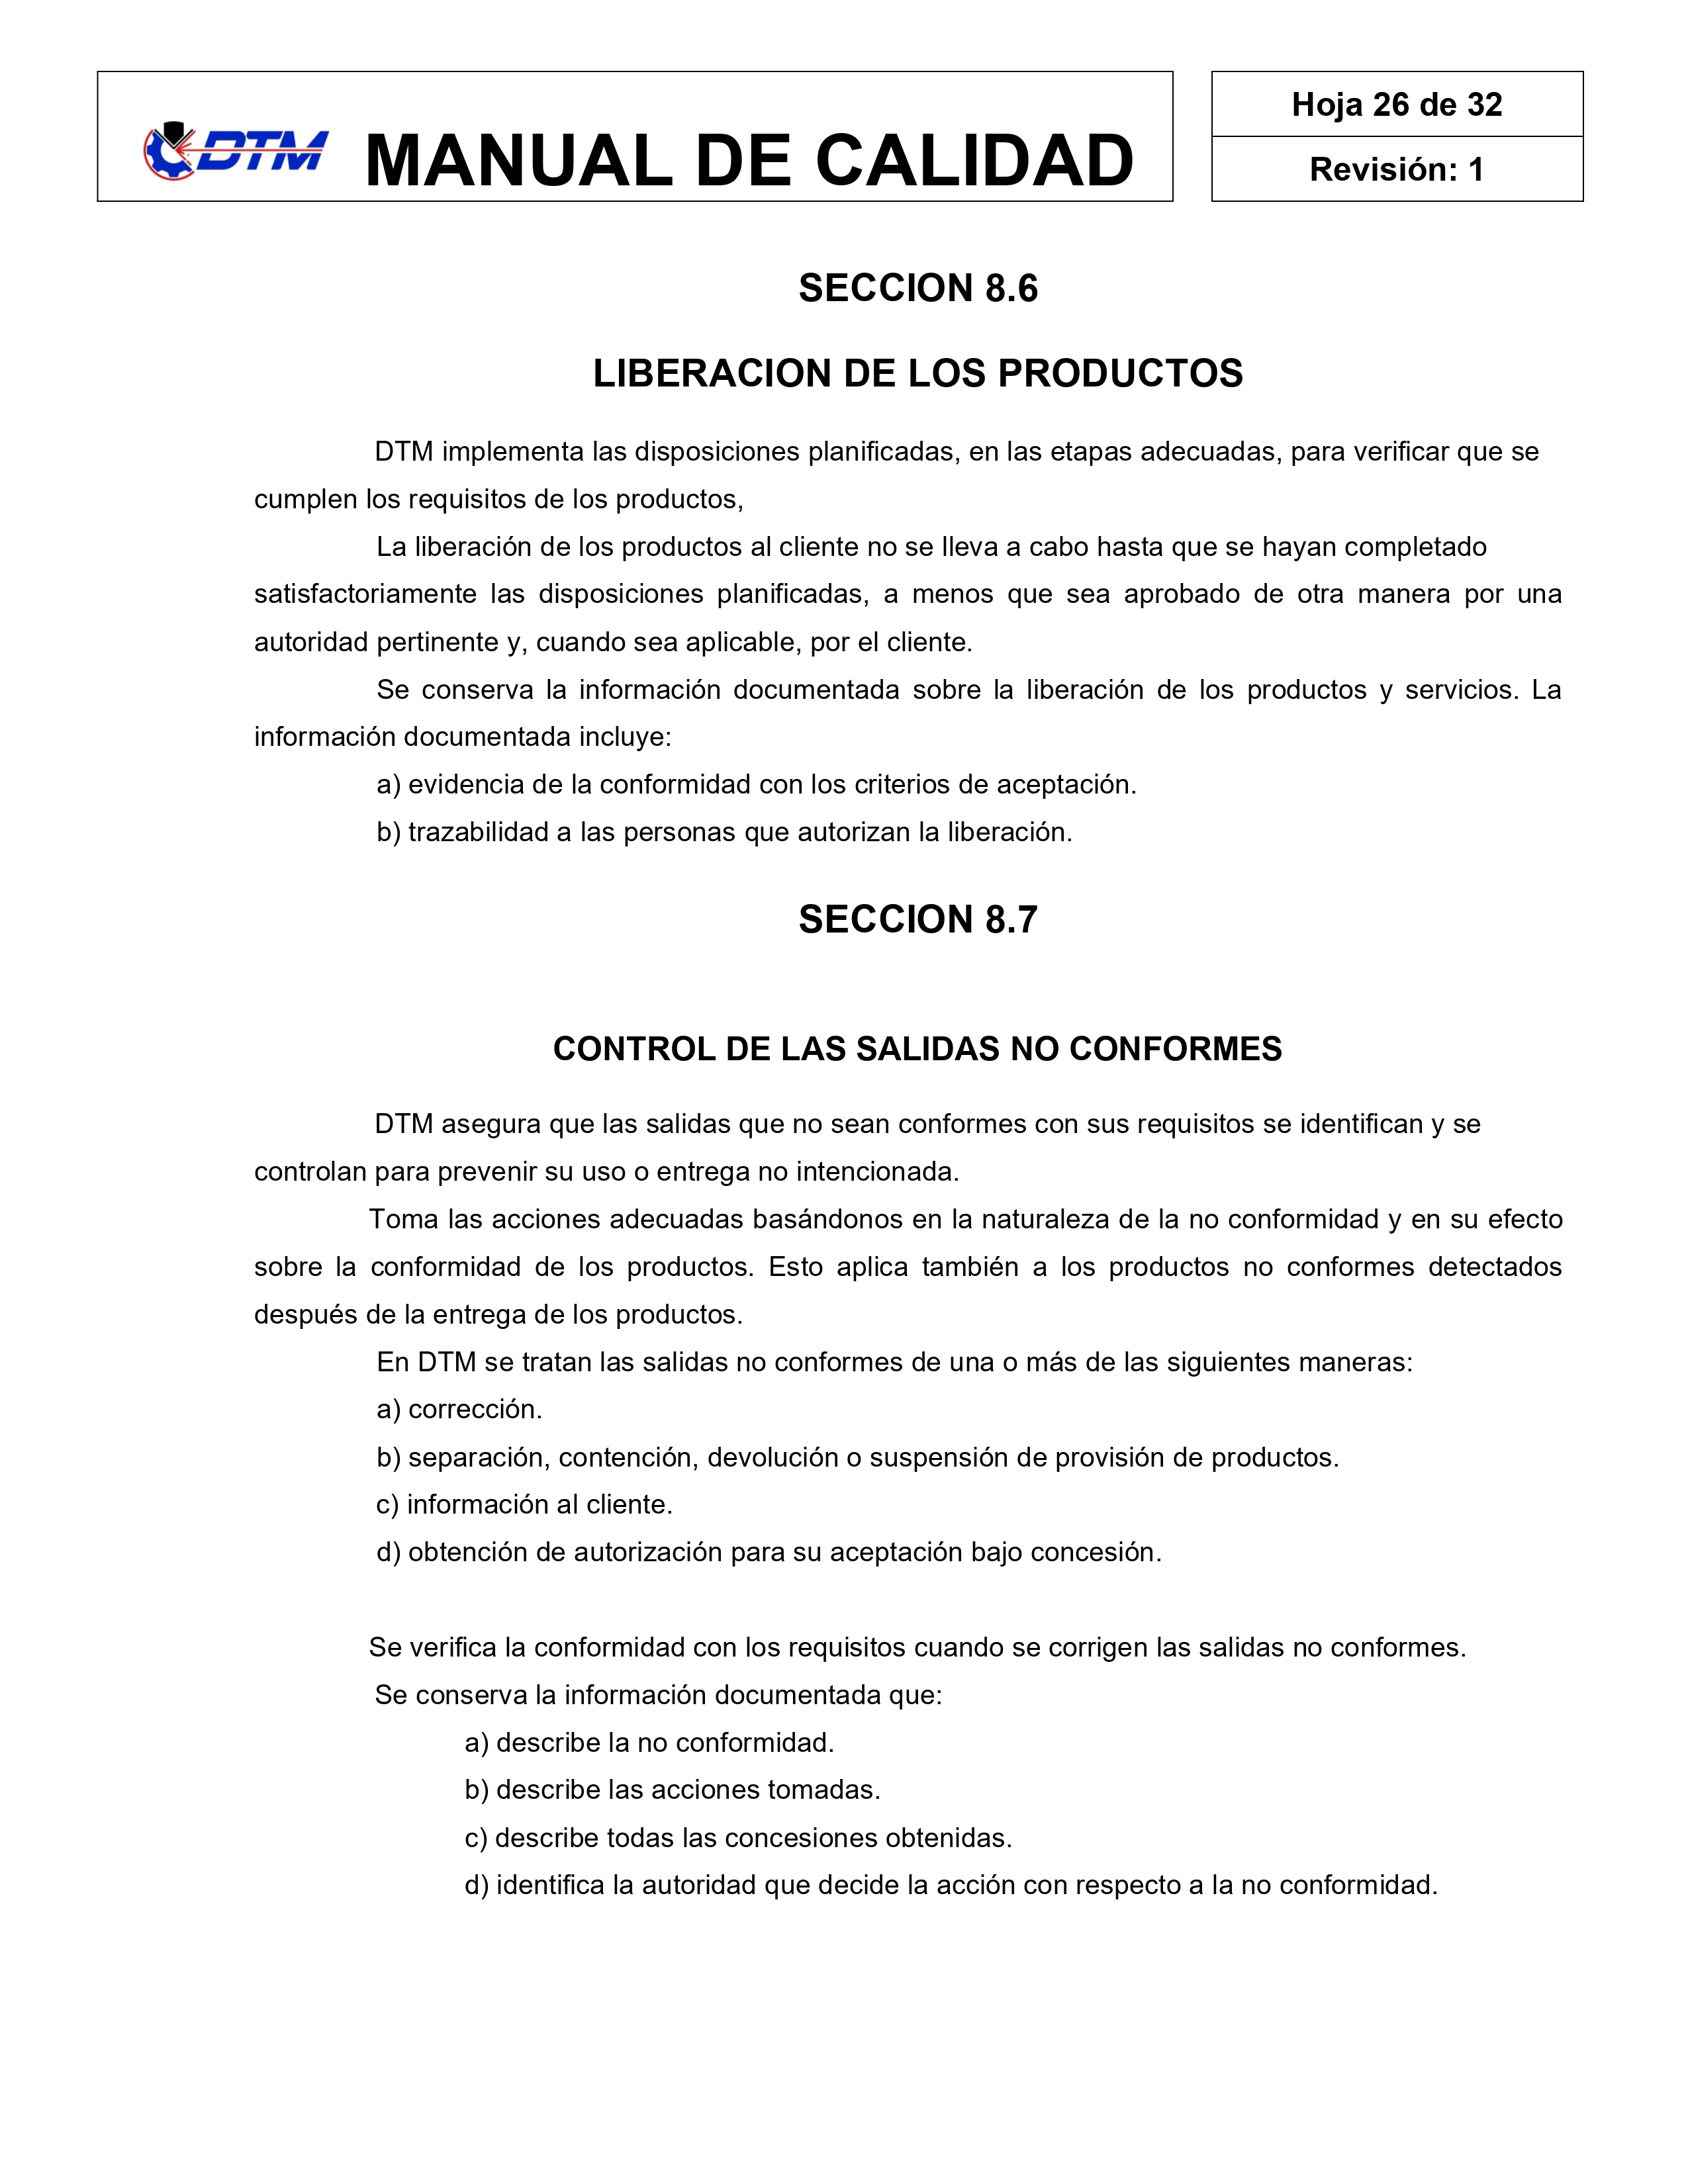 DTM MANUAL DE CALIDAD
Hoja 26 de 32
Revisión: 1
SECCION 8.6
LIBERACION DE LOS PRODUCTOS
DTM implementa las disposiciones planificadas, en las etapas adecuadas, para verificar que se
cumplen los requisitos de los productos,
La liberación de los productos al cliente no se lleva a cabo hasta que se hayan completado
satisfactoriamente las disposiciones planificadas, a menos que sea aprobado de otra manera por una
autoridad pertinente y, cuando sea aplicable, por el cliente.
Se conserva la información documentada sobre la liberación de los productos y servicios. La
información documentada incluye:
a) evidencia de la conformidad con los criterios de aceptación.
b) trazabilidad a las personas que autorizan la liberación.
SECCION 8.7
CONTROL DE LAS SALIDAS NO CONFORMES
DTM asegura que las salidas que no sean conformes con sus requisitos se identifican y se
controlan para prevenir su uso o entrega no intencionada.
Toma las acciones adecuadas basándonos en la naturaleza de la no conformidad y en su efecto
sobre la conformidad de los productos. Esto aplica también a los productos no conformes detectados
después de la entrega de los productos.
En DTM se tratan las salidas no conformes de una o más de las siguientes maneras:
a) corrección.
b) separación, contención, devolución o suspensión de provisión de productos.
c) información al cliente.
d) obtención de autorización para su aceptación bajo concesión.
Se verifica la conformidad con los requisitos cuando se corrigen las salidas no conformes.
Se conserva la información documentada que:
a) describe la no conformidad.
b) describe las acciones tomadas.
c) describe todas las concesiones obtenidas.
d) identifica la autoridad que decide la acción con respecto a la no conformidad.